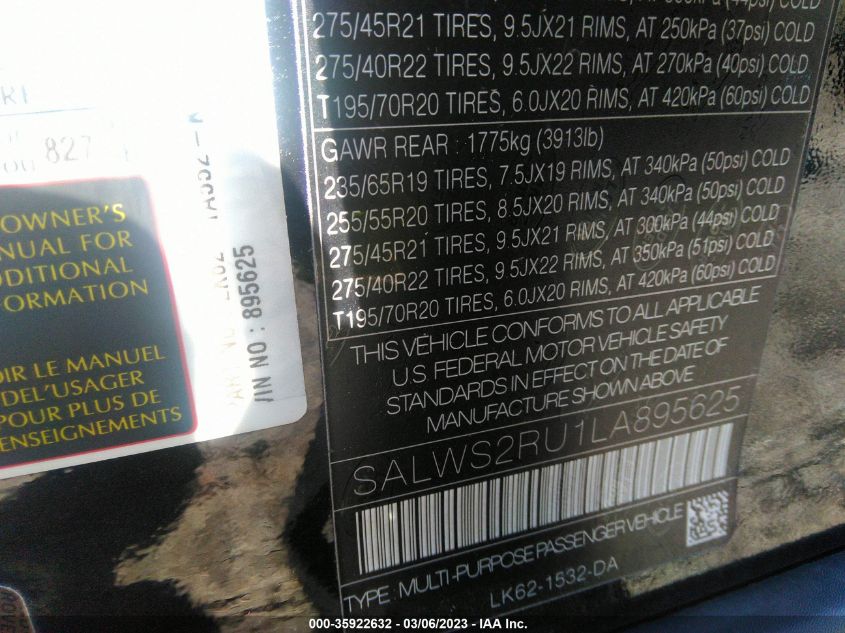 275/45R21 TIRES, 9.5JX21 RIMS, AT 250kPa (37psi) COLD
275/40R22 TIRES, 9.5JX22 RIMS, AT 270kPa (40psi) COLD
T195/70R20 TIRES, 6.0JX20 RIMS, AT 420kPa (60psi) COLD
GAWR REAR : 1775kg (3913lb)
235/65R19 TIRES, 7.5JX19 RIMS, AT 340kPa (50psi) COLD
255/55R20 TIRES, 8.5JX20 RIMS, AT 340kPa (50psi) COLD
275/45R21 TIRES, 9.5JX21 RIMS, AT 300kPa (44psi) COLD
275/40R22 TIRES, 9.5JX22 RIMS, AT 350kPa (51psi) COLD
T195/70R20 TIRES, 6.0JX20 RIMS, AT 420kPa (60psi) COLD
THIS VEHICLE CONFORMS TO ALL APPLICABLE
U.S. FEDERAL MOTOR VEHICLE SAFETY
STANDARDS IN EFFECT ON THE DATE OF
MANUFACTURE SHOWN ABOVE
SALWS2RU1LA895625
TYPE: MULTI-PURPOSE PASSENGER VEHICLE
LK62-1532-DA
827
OWNER'S
MANUAL FOR
ADDITIONAL
INFORMATION
LE MANUEL
DEL'USAGER
POUR PLUS DE
RENSEIGNEMENTS
VIN NO : 895625
000-35922632 - 03/06/2023 - IAA Inc.